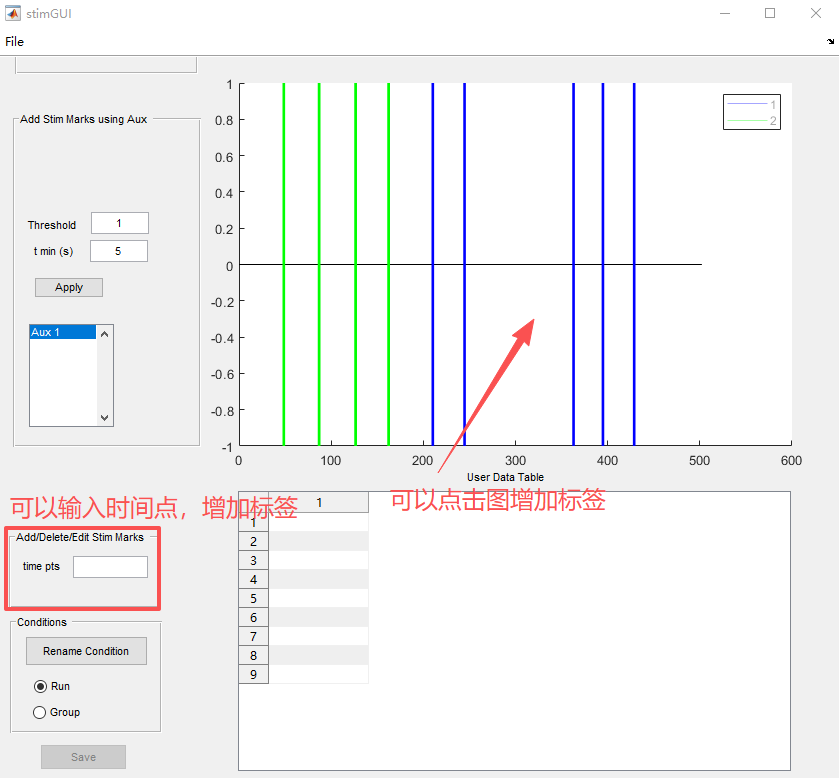 stimGUI
File
Add Stim Marks using Aux
Threshold 1
t min (s) 5
Apply
Aux 1
1
0.8
0.6
0.4
0.2
0
-0.2
-0.4
-0.6
-0.8
-1
0 100 200 300 400 500 600
1
2
User Data Table
可以输入时间点，增加标签
可以点击图增加标签
Add/Delete/Edit Stim Marks
time pts
Conditions
Rename Condition
Run
Group
Save
1
1
2
3
4
5
6
7
8
9